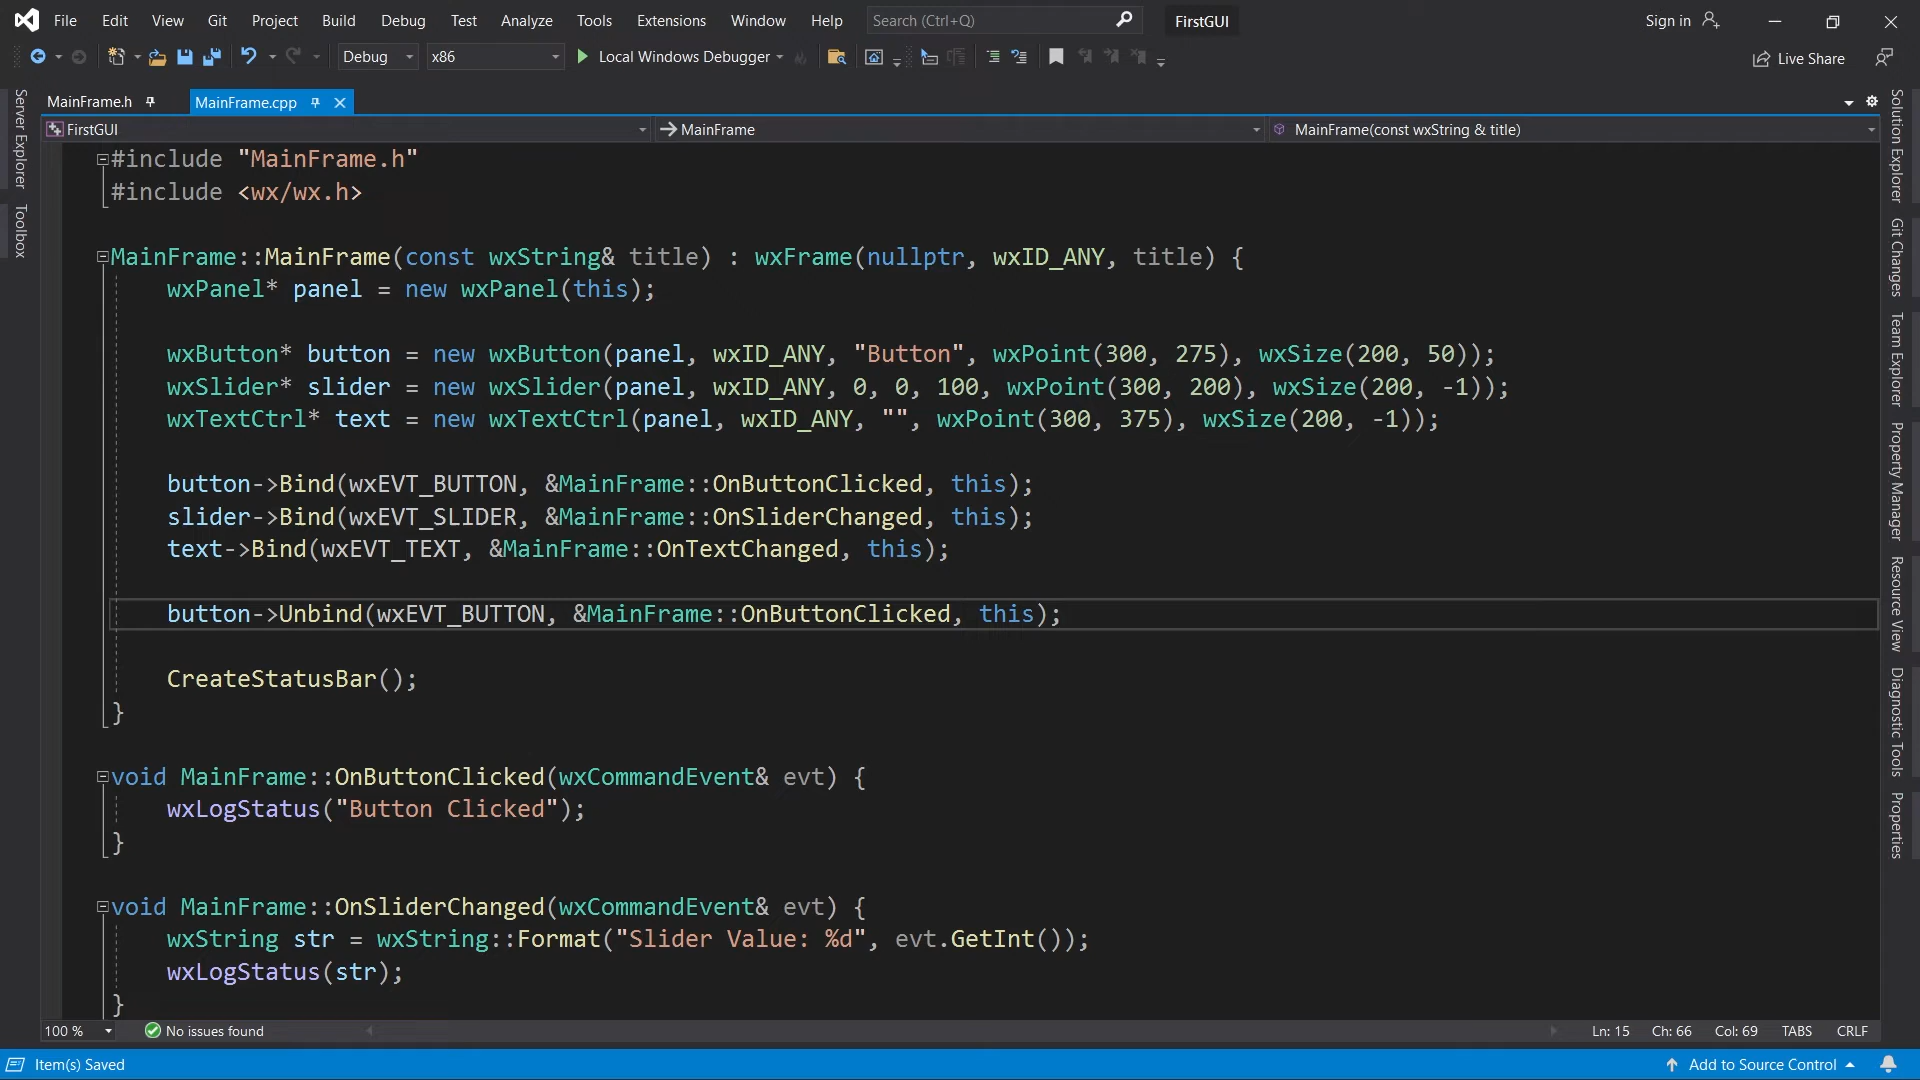 File Edit View Git Project Build Debug Test Analyze Tools Extensions Window Help Search (Ctrl+Q) FirstGUI Sign in
Debug x86 Local Windows Debugger Live Share
MainFrame.h MainFrame.cpp
FirstGUI MainFrame MainFrame(const wxString & title)
Server Explorer
Toolbox
#include "MainFrame.h"
#include <wx/wx.h>
MainFrame::MainFrame(const wxString& title) : wxFrame(nullptr, wxID_ANY, title) {
wxPanel* panel = new wxPanel(this);
wxButton* button = new wxButton(panel, wxID_ANY, "Button", wxPoint(300, 275), wxSize(200, 50));
wxSlider* slider = new wxSlider(panel, wxID_ANY, 0, 0, 100, wxPoint(300, 200), wxSize(200, -1));
wxTextCtrl* text = new wxTextCtrl(panel, wxID_ANY, "", wxPoint(300, 375), wxSize(200, -1));
button->Bind(wxEVT_BUTTON, &MainFrame::OnButtonClicked, this);
slider->Bind(wxEVT_SLIDER, &MainFrame::OnSliderChanged, this);
text->Bind(wxEVT_TEXT, &MainFrame::OnTextChanged, this);
button->Unbind(wxEVT_BUTTON, &MainFrame::OnButtonClicked, this);
CreateStatusBar();
}
void MainFrame::OnButtonClicked(wxCommandEvent& evt) {
wxLogStatus("Button Clicked");
}
void MainFrame::OnSliderChanged(wxCommandEvent& evt) {
wxString str = wxString::Format("Slider Value: %d", evt.GetInt());
wxLogStatus(str);
}
Solution Explorer
Git Changes
Team Explorer
Property Manager
Resource View
Diagnostic Tools
Properties
100 % No issues found Ln: 15 Ch: 66 Col: 69 TABS CRLF
Item(s) Saved Add to Source Control